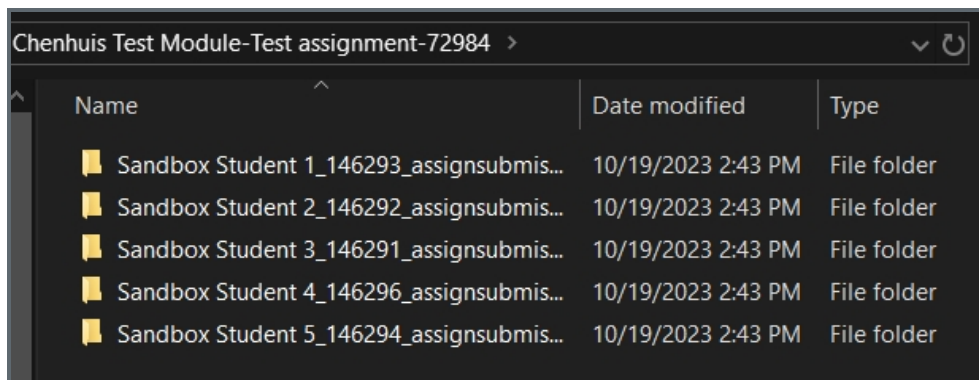 Chenhuis Test Module-Test assignment-72984 >
Name Date modified Type
Sandbox Student 1_146293_assignsubmis... 10/19/2023 2:43 PM File folder
Sandbox Student 2_146292_assignsubmis... 10/19/2023 2:43 PM File folder
Sandbox Student 3_146291_assignsubmis... 10/19/2023 2:43 PM File folder
Sandbox Student 4_146296_assignsubmis... 10/19/2023 2:43 PM File folder
Sandbox Student 5_146294_assignsubmis... 10/19/2023 2:43 PM File folder